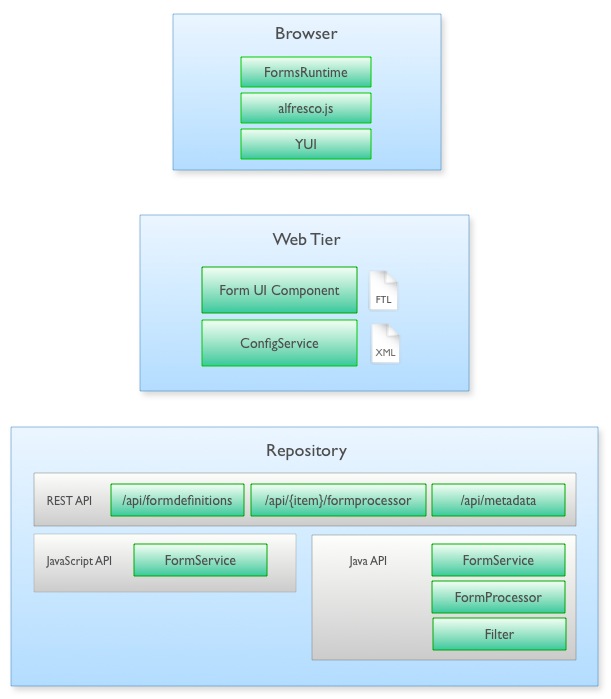 Browser
FormsRuntime
alfresco.js
YUI
Web Tier
Form UI Component
FTL
ConfigService
XML
Repository
REST API /api/formdefinitions /api/{item}/formprocessor /api/metadata
JavaScript API FormService
Java API FormService
FormProcessor
Filter